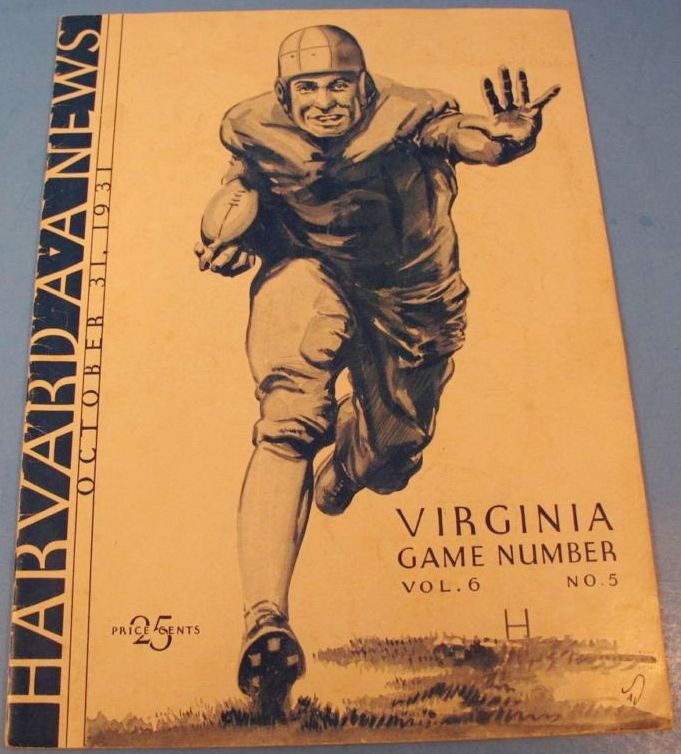 HARVARD A.A. NEWS
OCTOBER 31, 1931
VIRGINIA
GAME NUMBER
VOL. 6 NO. 5
PRICE 25 CENTS